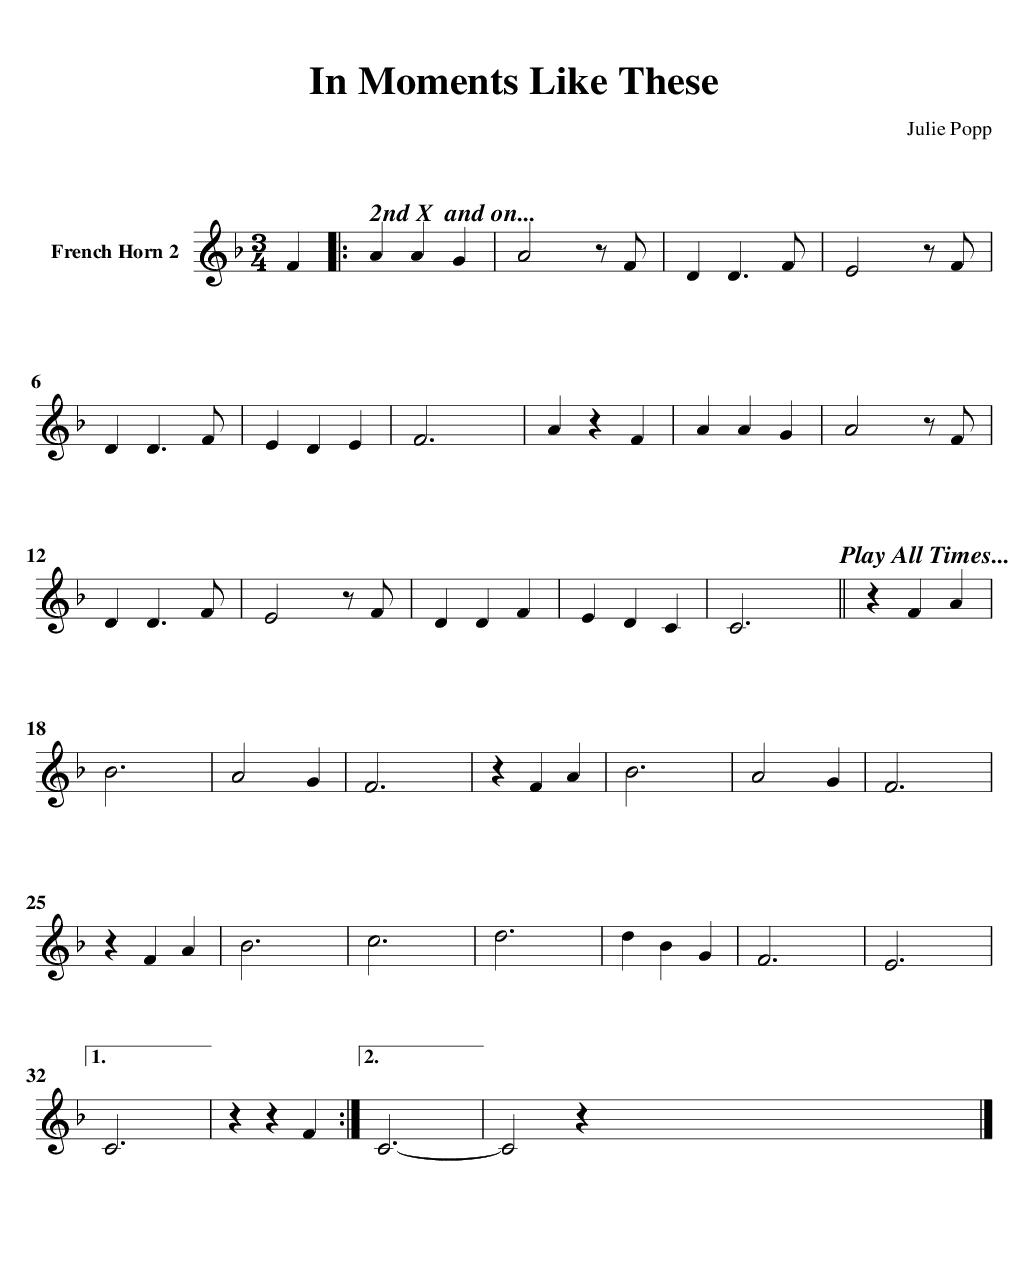 In Moments Like These
Julie Popp
2nd X and on...
French Horn 2
3
4
6
Play All Times...
12
18
25
1.
2.
32